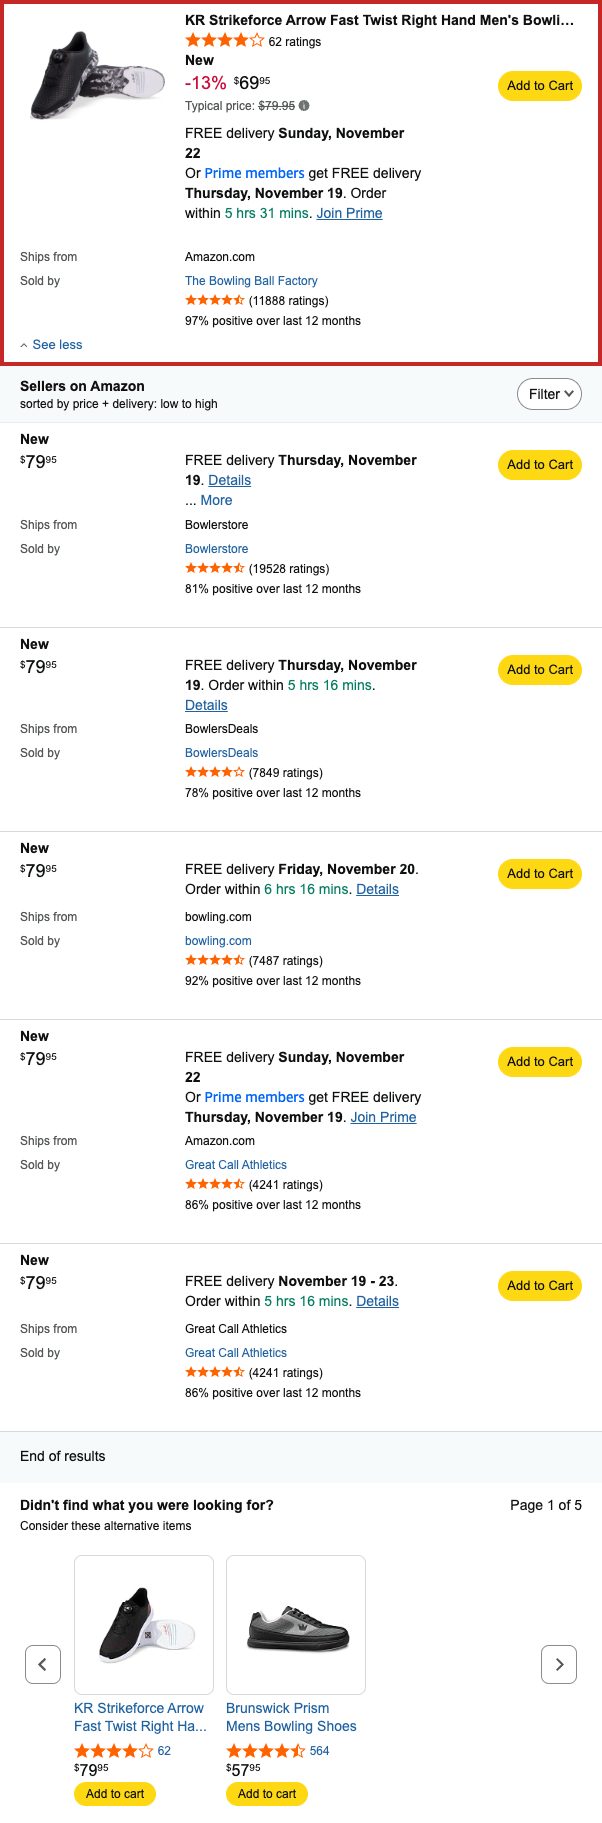 KR Strikeforce Arrow Fast Twist Right Hand Men's Bowli...
62 ratings
New
-13% $69.95
Typical price: $79.95
Add to Cart
FREE delivery Sunday, November
22
Or Prime members get FREE delivery
Thursday, November 19. Order
within 5 hrs 31 mins. Join Prime
Ships from Amazon.com
Sold by The Bowling Ball Factory
(11888 ratings)
97% positive over last 12 months
See less
Sellers on Amazon
sorted by price + delivery: low to high
Filter
New
$79.95
FREE delivery Thursday, November
19. Details
... More
Add to Cart
Ships from Bowlerstore
Sold by Bowlerstore
(19528 ratings)
81% positive over last 12 months
New
$79.95
FREE delivery Thursday, November
19. Order within 5 hrs 16 mins.
Details
Add to Cart
Ships from BowlersDeals
Sold by BowlersDeals
(7849 ratings)
78% positive over last 12 months
New
$79.95
FREE delivery Friday, November 20.
Order within 6 hrs 16 mins. Details
Add to Cart
Ships from bowling.com
Sold by bowling.com
(7487 ratings)
92% positive over last 12 months
New
$79.95
FREE delivery Sunday, November
22
Or Prime members get FREE delivery
Thursday, November 19. Join Prime
Add to Cart
Ships from Amazon.com
Sold by Great Call Athletics
(4241 ratings)
86% positive over last 12 months
New
$79.95
FREE delivery November 19 - 23.
Order within 5 hrs 16 mins. Details
Add to Cart
Ships from Great Call Athletics
Sold by Great Call Athletics
(4241 ratings)
86% positive over last 12 months
End of results
Didn't find what you were looking for?
Page 1 of 5
Consider these alternative items
KR Strikeforce Arrow
Fast Twist Right Ha...
62
$79.95
Add to cart
Brunswick Prism
Mens Bowling Shoes
564
$57.95
Add to cart